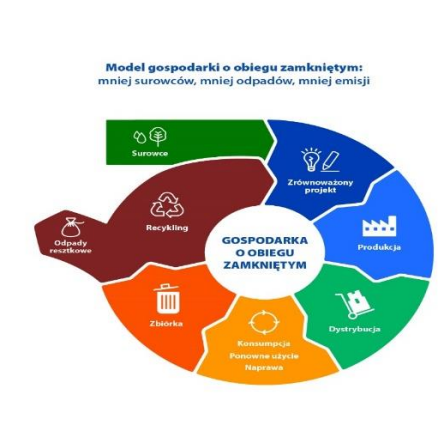 Model gospodarki o obiegu zamkniętym:
mniej surowców, mniej odpadów, mniej emisji
Surowce
Zrównoważony
projekt
Produkcja
Dystrybucja
Konsumpcja
Ponowne użycie
Naprawa
Zbiórka
Recykling
Odpady
resztkowe
GOSPODARKA
O OBIEGU
ZAMKNIĘTYM